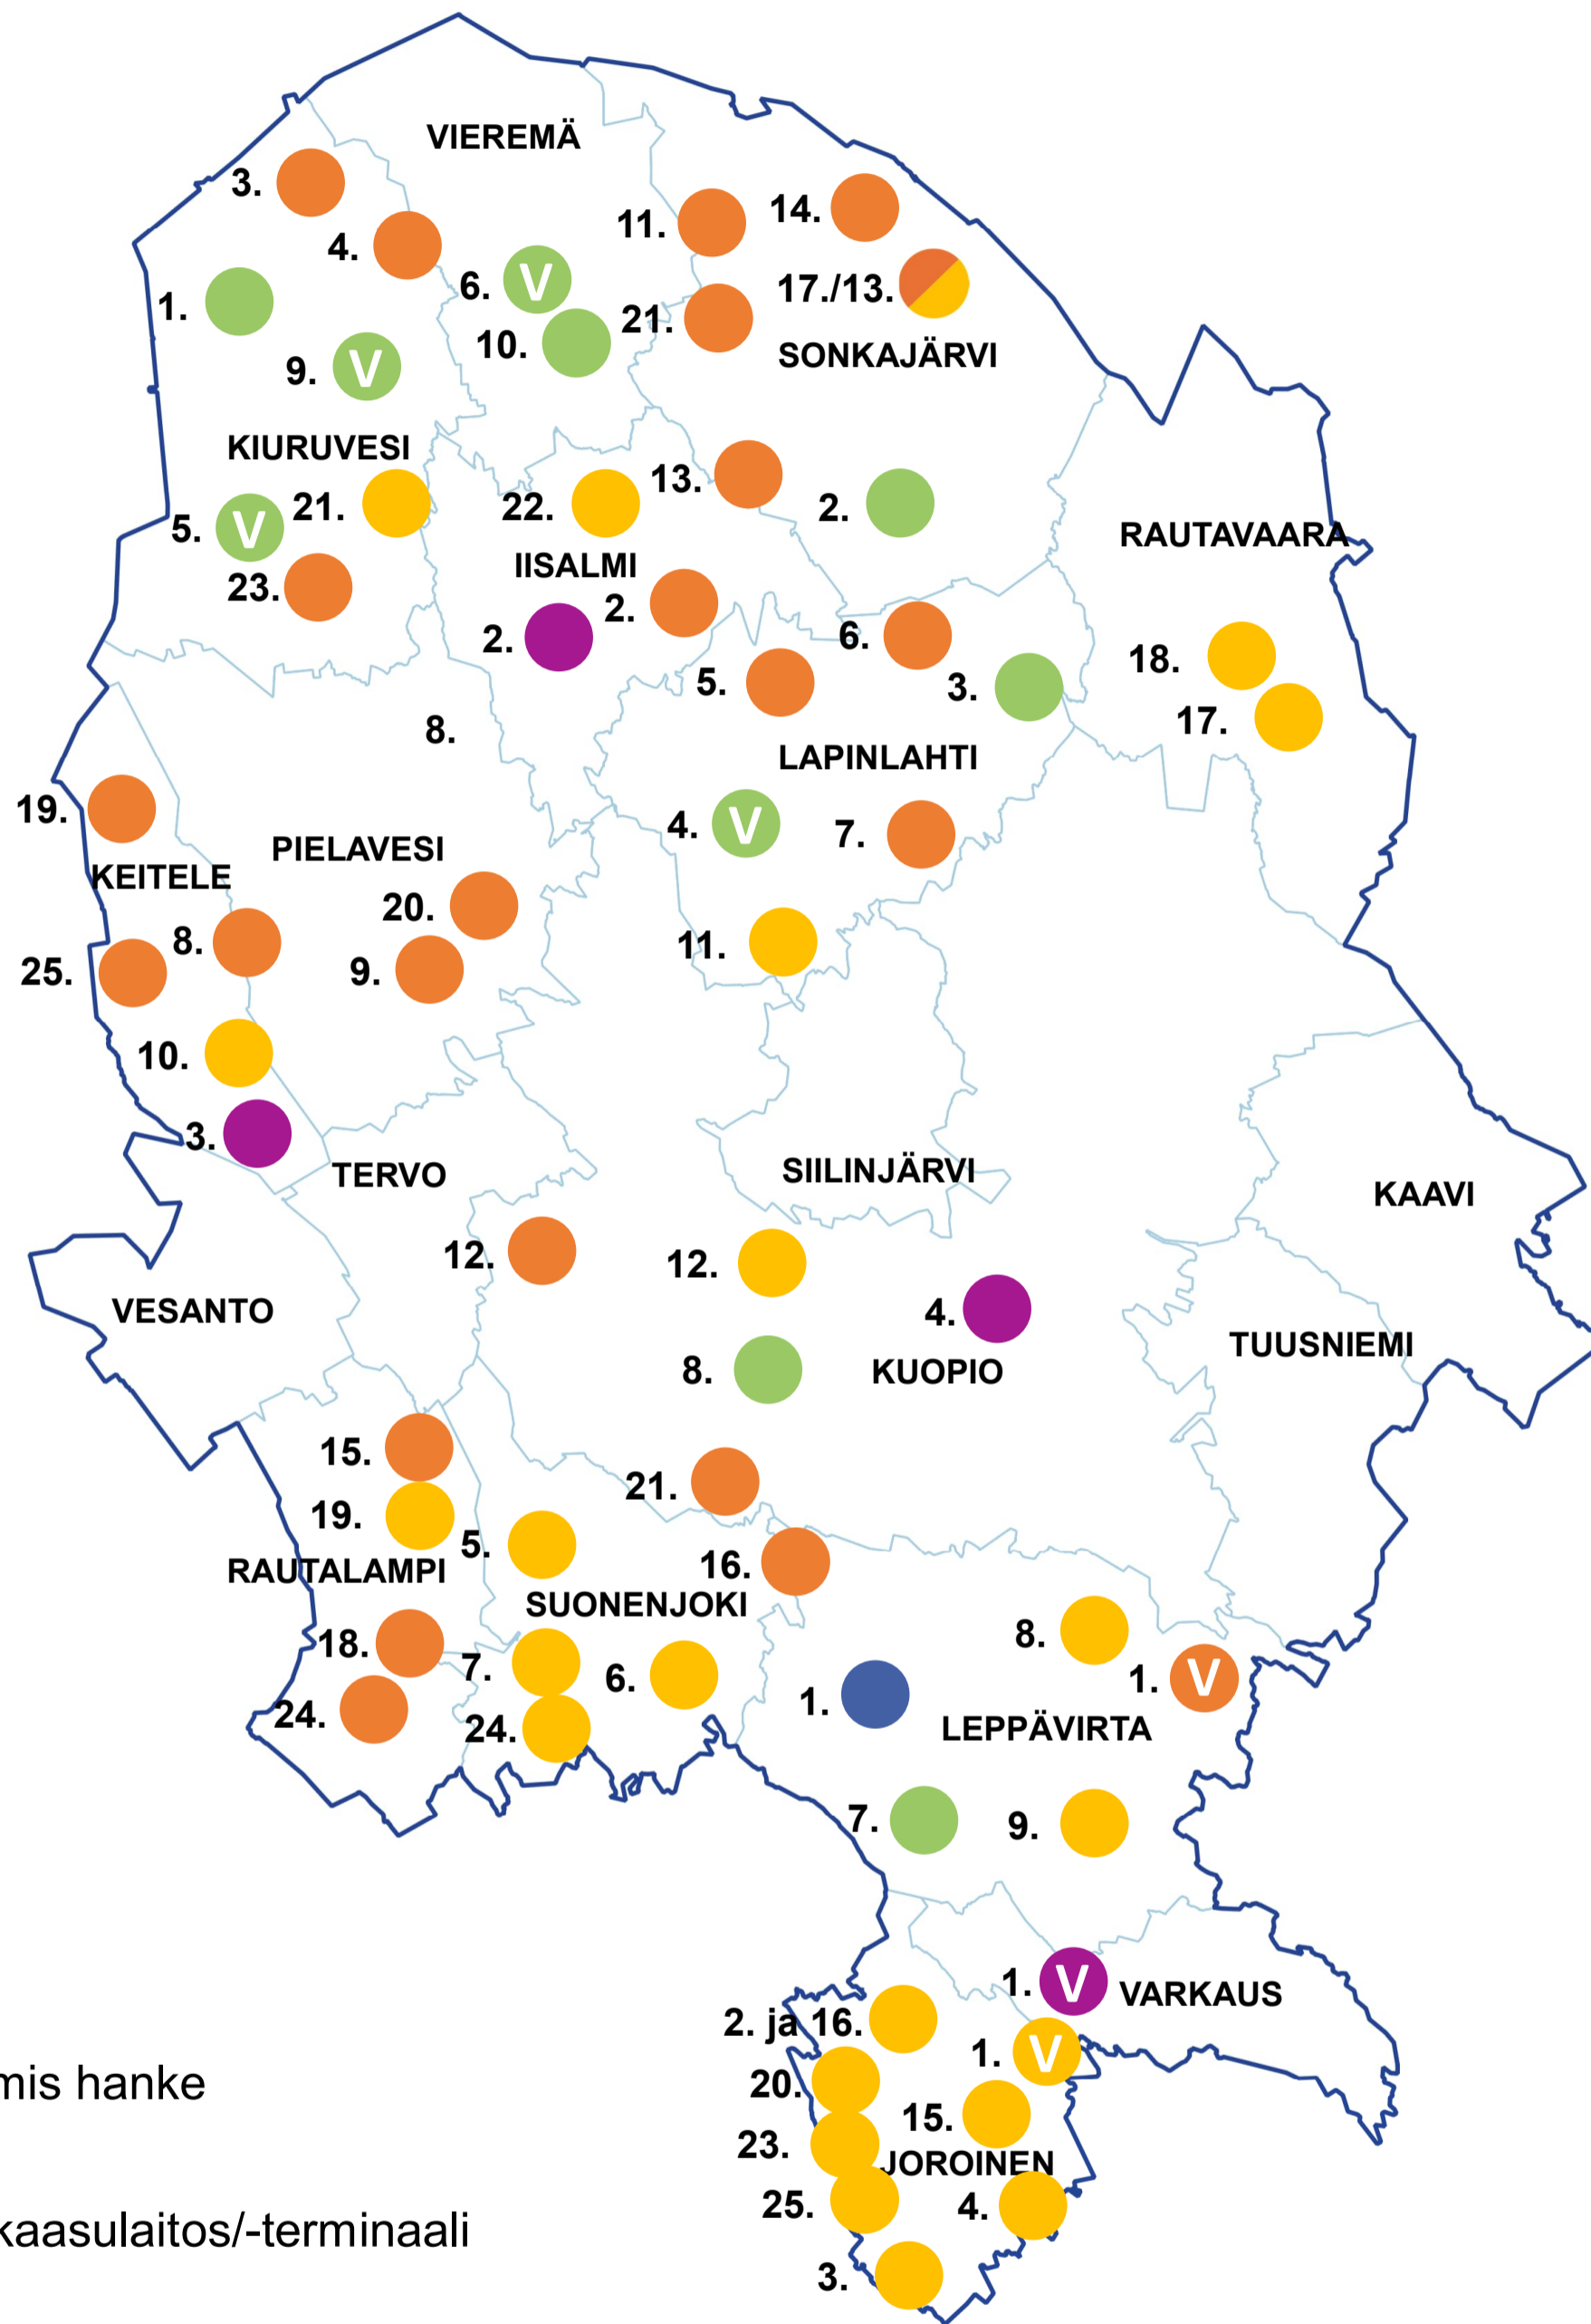 VIEREMÄ
3.
11.
14.
4.
6. V
17./13.
1.
21.
10.
SONKAJÄRVI
9. V
KIURUVESI
13.
21.
22.
2.
5. V
RAUTAVAARA
IISALMI
23.
2.
2.
6.
18.
5.
3.
17.
8.
LAPINLAHTI
19.
4. V
7.
PIELAVESI
KEITELE
20.
8.
11.
25.
9.
10.
3.
TERVO
SIILINJÄRVI
KAAVI
12.
12.
VESANTO
4.
TUUSNIEMI
8.
KUOPIO
15.
21.
19.
5.
16.
RAUTALAMPI
SUONENJOKI
8.
18.
7.
6.
1. V
1.
24.
24.
LEPPÄVIRTA
7.
9.
1. V
VARKAUS
2. ja 16.
1. V
mis hanke
20.
15.
23.
JOROINEN
25.
4.
kaasulaitos/-terminaali
3.